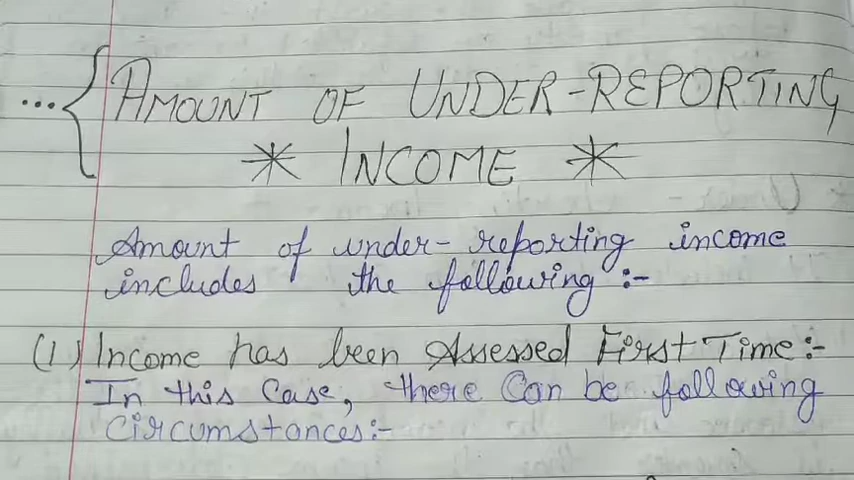 ... { AMOUNT OF UNDER-REPORTING
* INCOME *
Amount of under-reporting income
includes the following :-
(1) Income has been Assessed First Time :-
In this Case, there Can be following
Circumstances:-